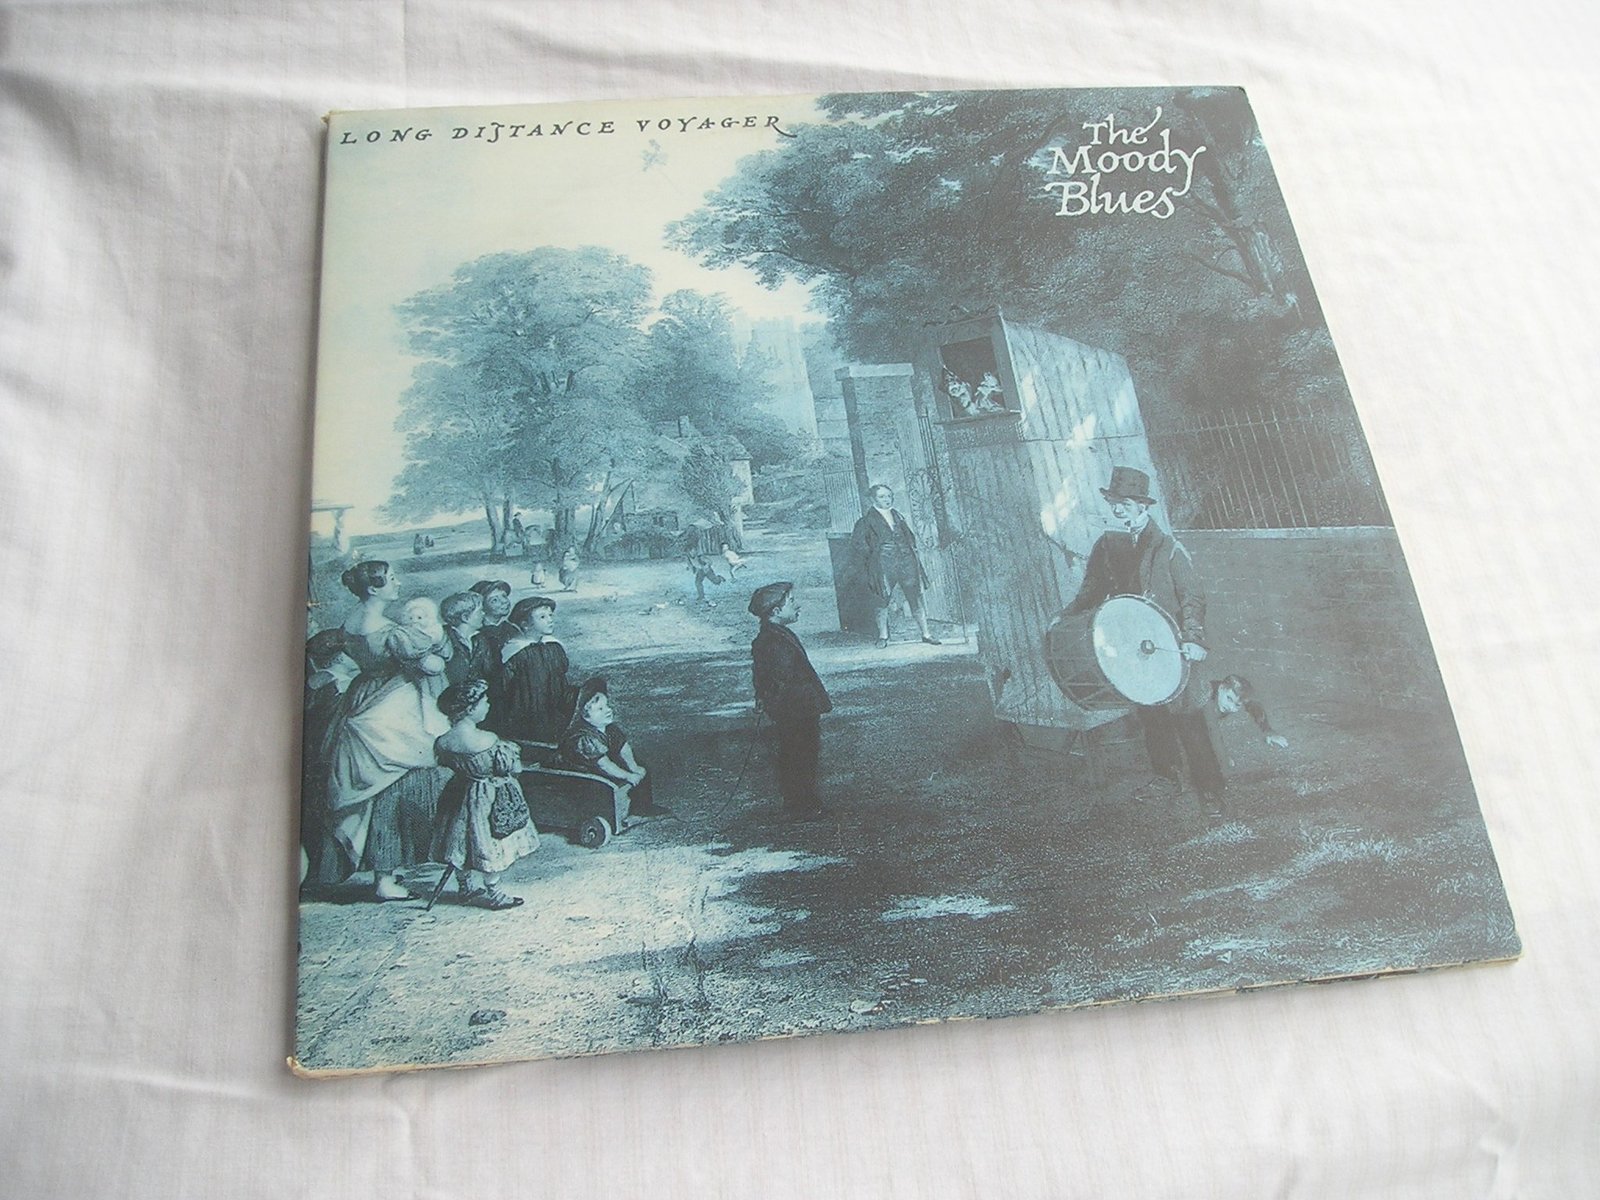 LONG DISTANCE VOYAGER
The
Moody
Blues